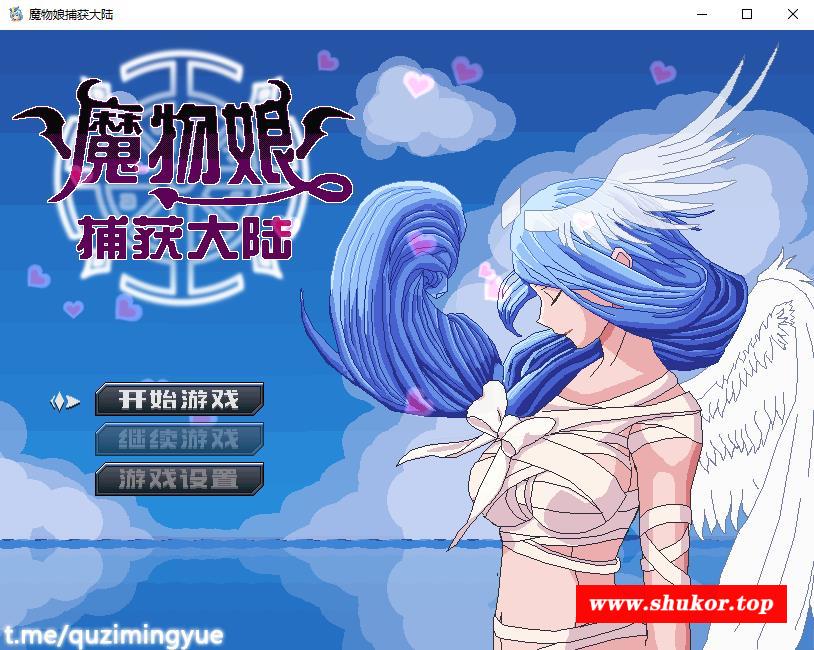 魔物娘捕获大陆
魔物娘
捕获大陆
开始游戏
继续游戏
游戏设置
www.shukor.top
t.me/quzimingyue